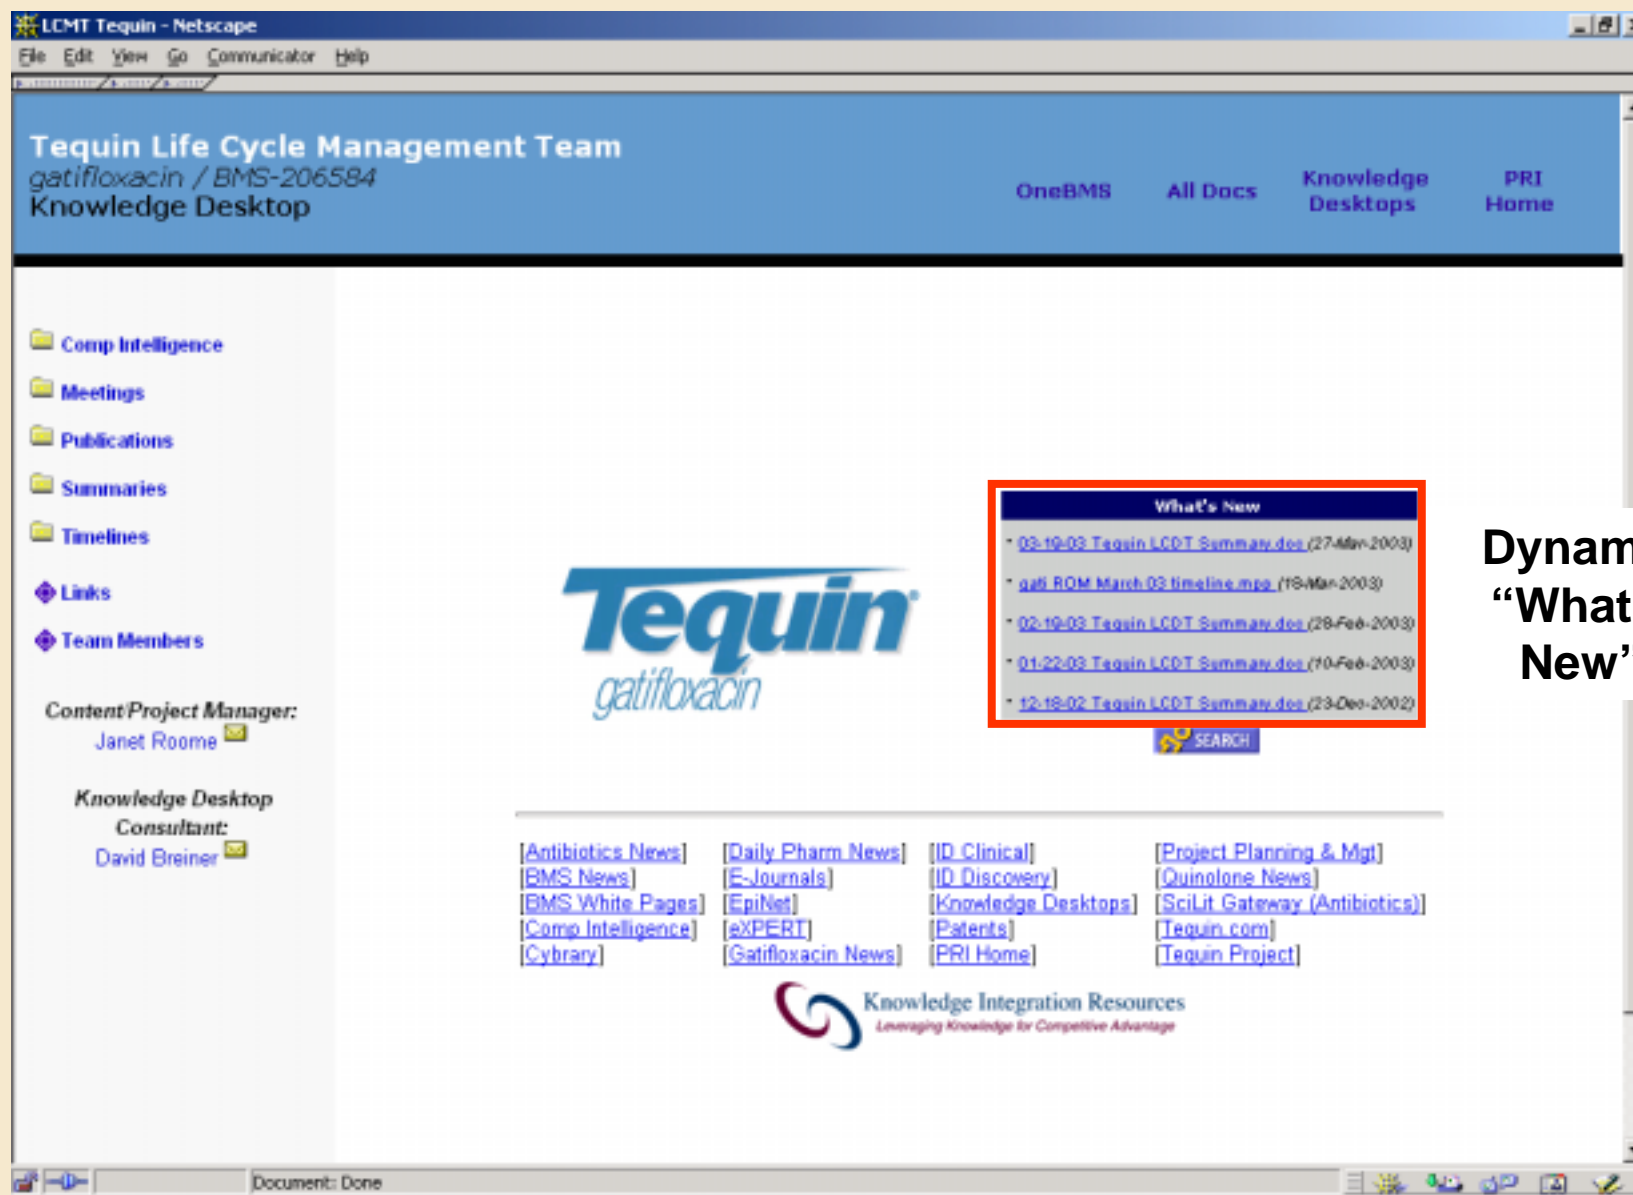 LCMT Tequin - Netscape
File Edit View Go Communicator Help
Tequin Life Cycle Management Team
gatifloxacin / BMS-206584
Knowledge Desktop
OneBMS All Docs Knowledge Desktops PRI Home
Comp Intelligence
Meetings
Publications
Summaries
Timelines
Links
Team Members
Content/Project Manager:
Janet Roome
Knowledge Desktop
Consultant:
David Breiner
Tequin
gatifloxacin
What's New
* 03-19-03 Tequin LCDT Summary.doc (27-Mar-2003)
* gati ROM March 03 timeline.mpp (18-Mar-2003)
* 02-19-03 Tequin LCDT Summary.doc (28-Feb-2003)
* 01-22-03 Tequin LCDT Summary.doc (10-Feb-2003)
* 12-18-02 Tequin LCDT Summary.doc (23-Dec-2002)
SEARCH
Dynam
“What
New”
[Antibiotics News] [Daily Pharm News] [ID Clinical] [Project Planning & Mgt]
[BMS News] [E-Journals] [ID Discovery] [Quinolone News]
[BMS White Pages] [EpiNet] [Knowledge Desktops] [SciLit Gateway (Antibiotics)]
[Comp Intelligence] [eXPERT] [Patents] [Tequin.com]
[Cybrary] [Gatifloxacin News] [PRI Home] [Tequin Project]
Knowledge Integration Resources
Leveraging Knowledge for Competitive Advantage
Document: Done